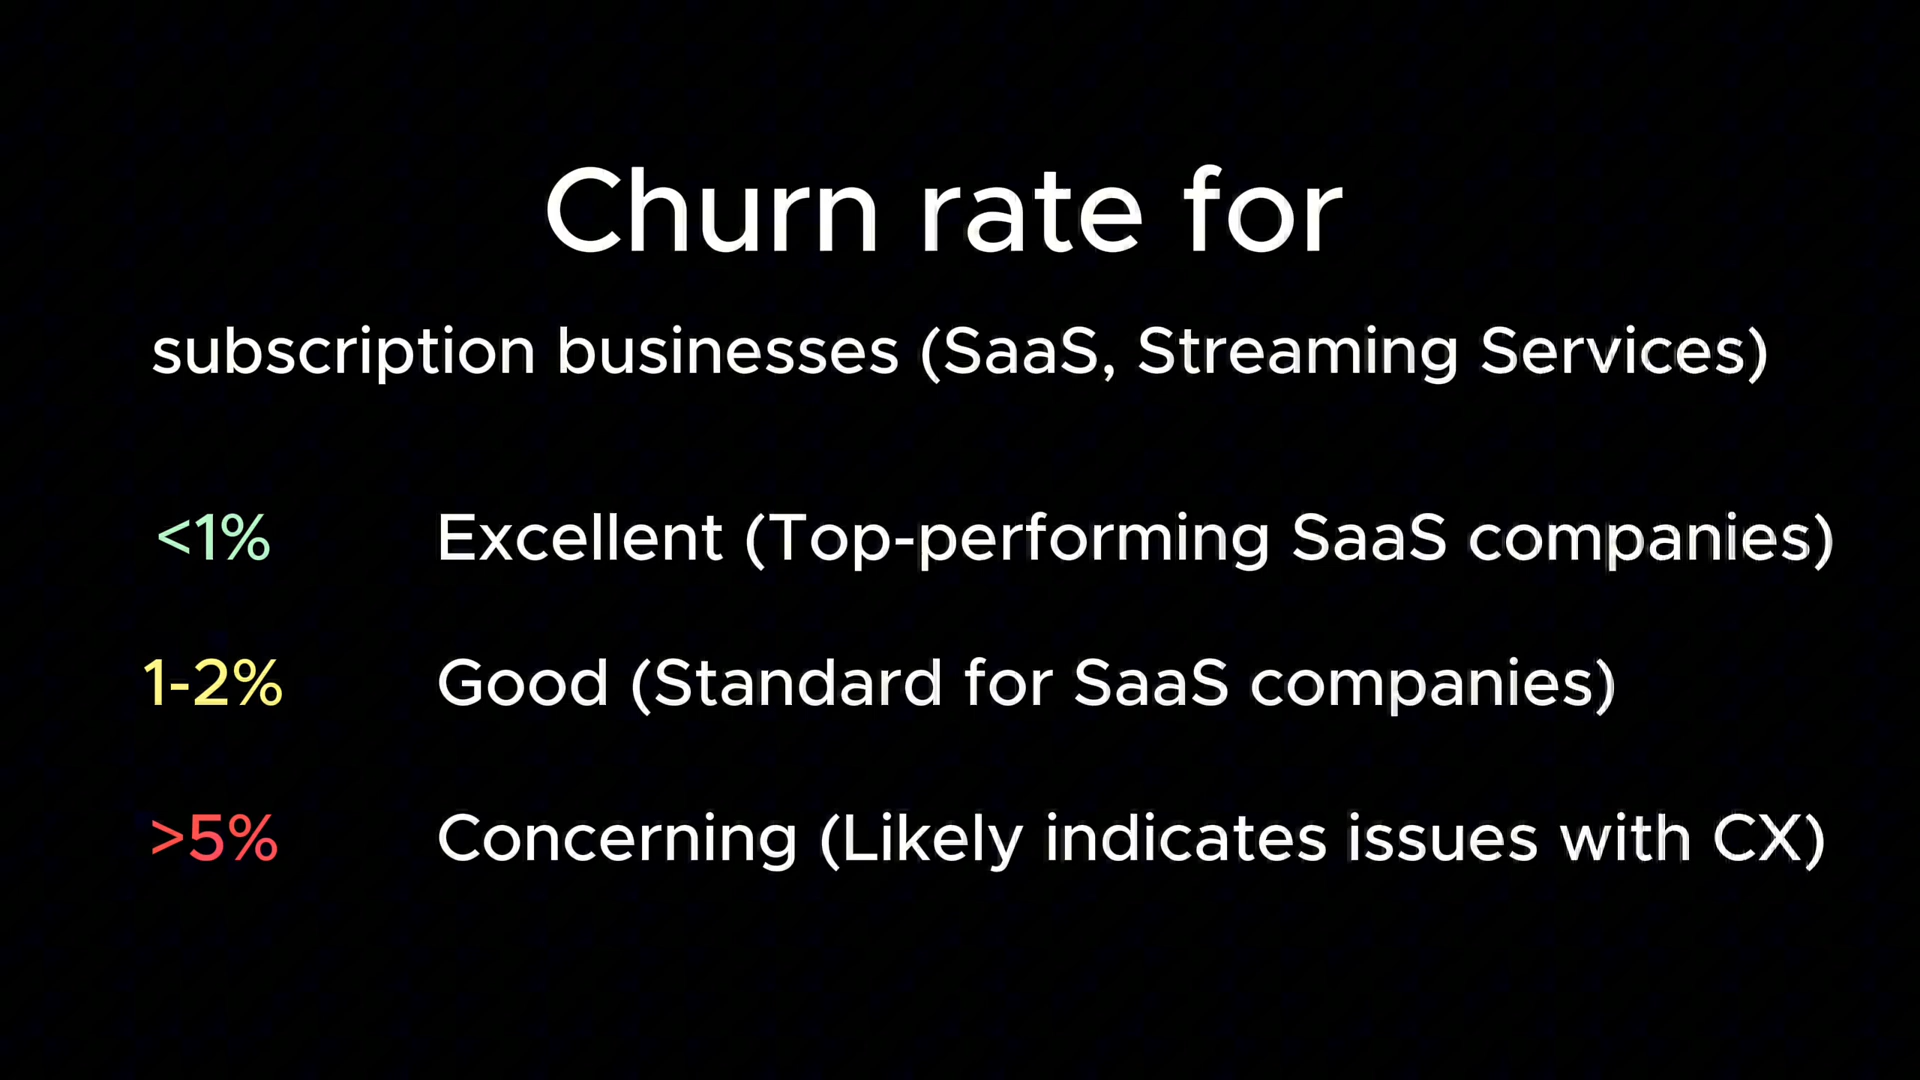 Churn rate for
subscription businesses (SaaS, Streaming Services)
<1% Excellent (Top-performing SaaS companies)
1-2% Good (Standard for SaaS companies)
>5% Concerning (Likely indicates issues with CX)